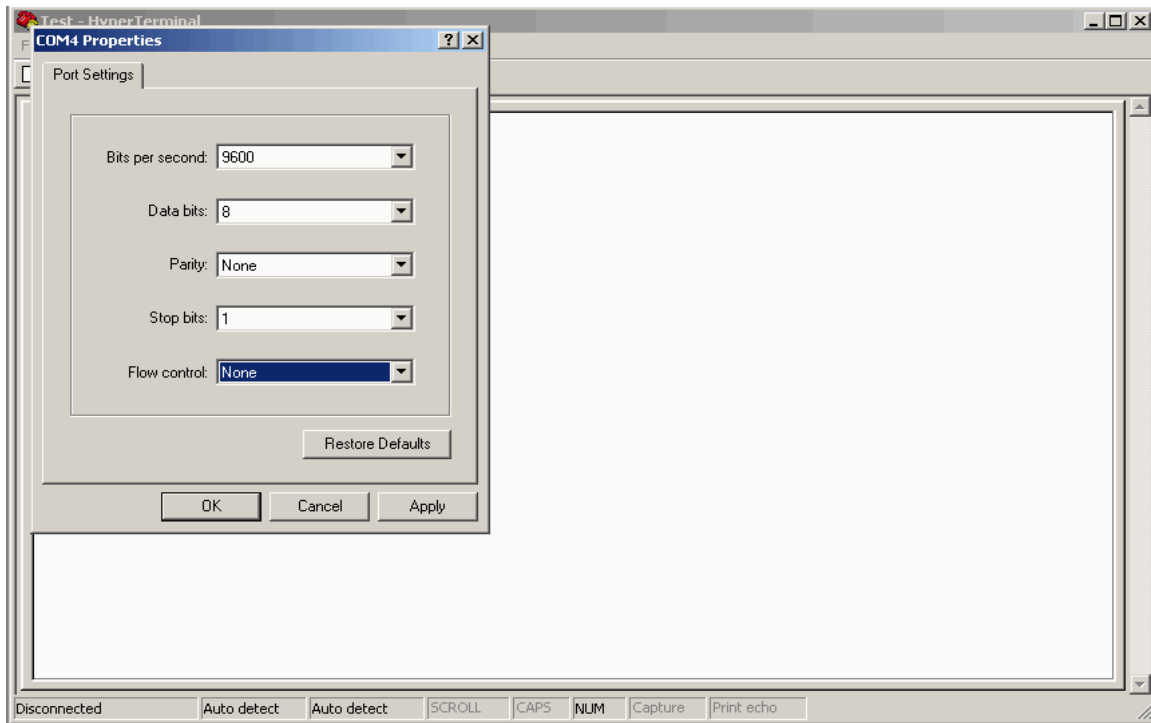 Test - HyperTerminal
COM4 Properties
Port Settings
Bits per second: 9600
Data bits: 8
Parity: None
Stop bits: 1
Flow control: None
Restore Defaults
OK Cancel Apply
Disconnected Auto detect Auto detect SCROLL CAPS NUM Capture Print echo